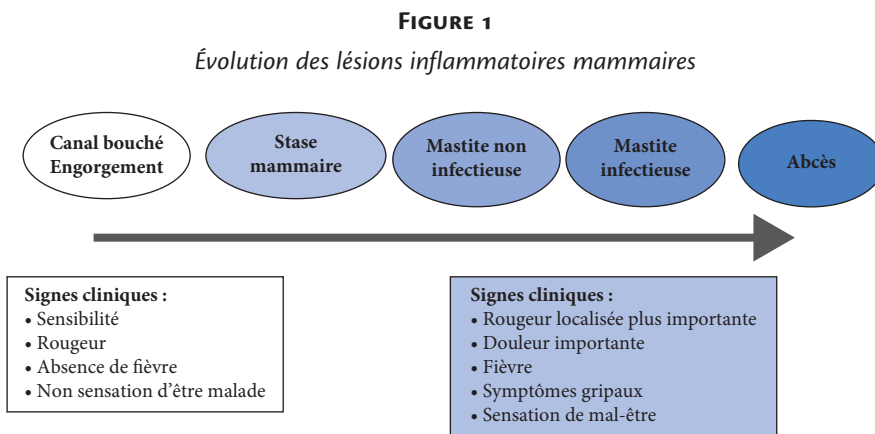 Figure 1
Évolution des lésions inflammatoires mammaires
Canal bouché
Engorgement
Stase
mammaire
Mastite non
infectieuse
Mastite
infectieuse
Abcès
Signes cliniques :
• Sensibilité
• Rougeur
• Absence de fièvre
• Non sensation d'être malade
Signes cliniques :
• Rougeur localisée plus importante
• Douleur importante
• Fièvre
• Symptômes gripaux
• Sensation de mal-être